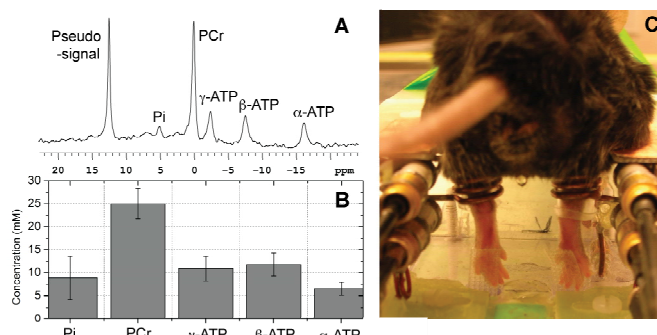 A
Pseudo
-signal
PCr
γ-ATP
β-ATP
α-ATP
Pi
20 15 10 5 0 -5 -10 -15 ppm
B
Concentration (mM)
30
25
20
15
10
5
0
Pi PCr γ-ATP β-ATP α-ATP
C